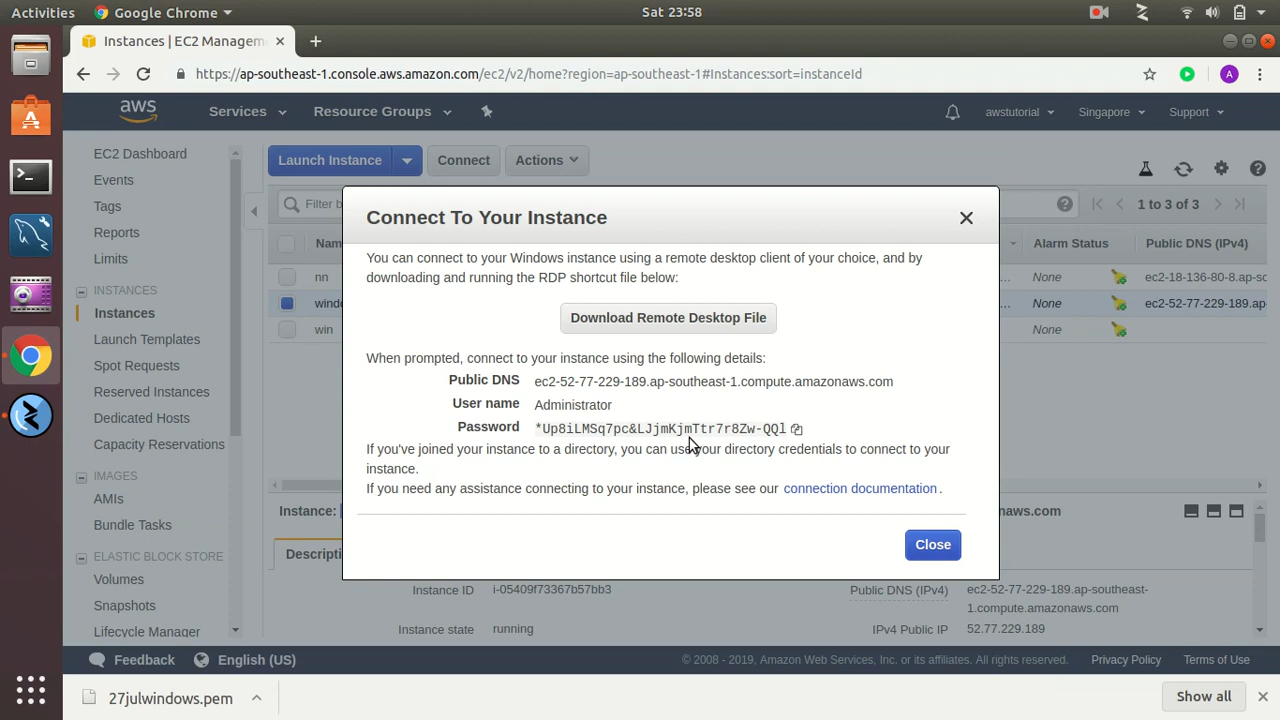 Activities
Google Chrome
Sat 23:58
Instances | EC2 Managem
https://ap-southeast-1.console.aws.amazon.com/ec2/v2/home?region=ap-southeast-1#Instances:sort=instanceId
A
aws
Services
Resource Groups
awstutorial
Singapore
Support
EC2 Dashboard
Events
Tags
Reports
Limits
INSTANCES
Instances
Launch Templates
Spot Requests
Reserved Instances
Dedicated Hosts
Capacity Reservations
IMAGES
AMIs
Bundle Tasks
ELASTIC BLOCK STORE
Volumes
Snapshots
Lifecycle Manager
Launch Instance
Connect
Actions
Filter b
1 to 3 of 3
Nam
Alarm Status
Public DNS (IPv4)
nn
...
None
ec2-18-136-80-8.ap-so
windo
...
None
ec2-52-77-229-189.ap-
win
None
Connect To Your Instance
You can connect to your Windows instance using a remote desktop client of your choice, and by
downloading and running the RDP shortcut file below:
Download Remote Desktop File
When prompted, connect to your instance using the following details:
Public DNS ec2-52-77-229-189.ap-southeast-1.compute.amazonaws.com
User name Administrator
Password *Up8iLMSq7pc&LJjmKjmTtr7r8Zw-QQl
If you've joined your instance to a directory, you can use your directory credentials to connect to your
instance.
If you need any assistance connecting to your instance, please see our connection documentation.
Close
Instance:
naws.com
Descripti
Instance ID i-05409f73367b57bb3
Public DNS (IPv4) ec2-52-77-229-189.ap-southeast-
1.compute.amazonaws.com
Instance state running
IPv4 Public IP 52.77.229.189
Feedback
English (US)
© 2008 - 2019, Amazon Web Services, Inc. or its affiliates. All rights reserved.
Privacy Policy
Terms of Use
27julwindows.pem
Show all